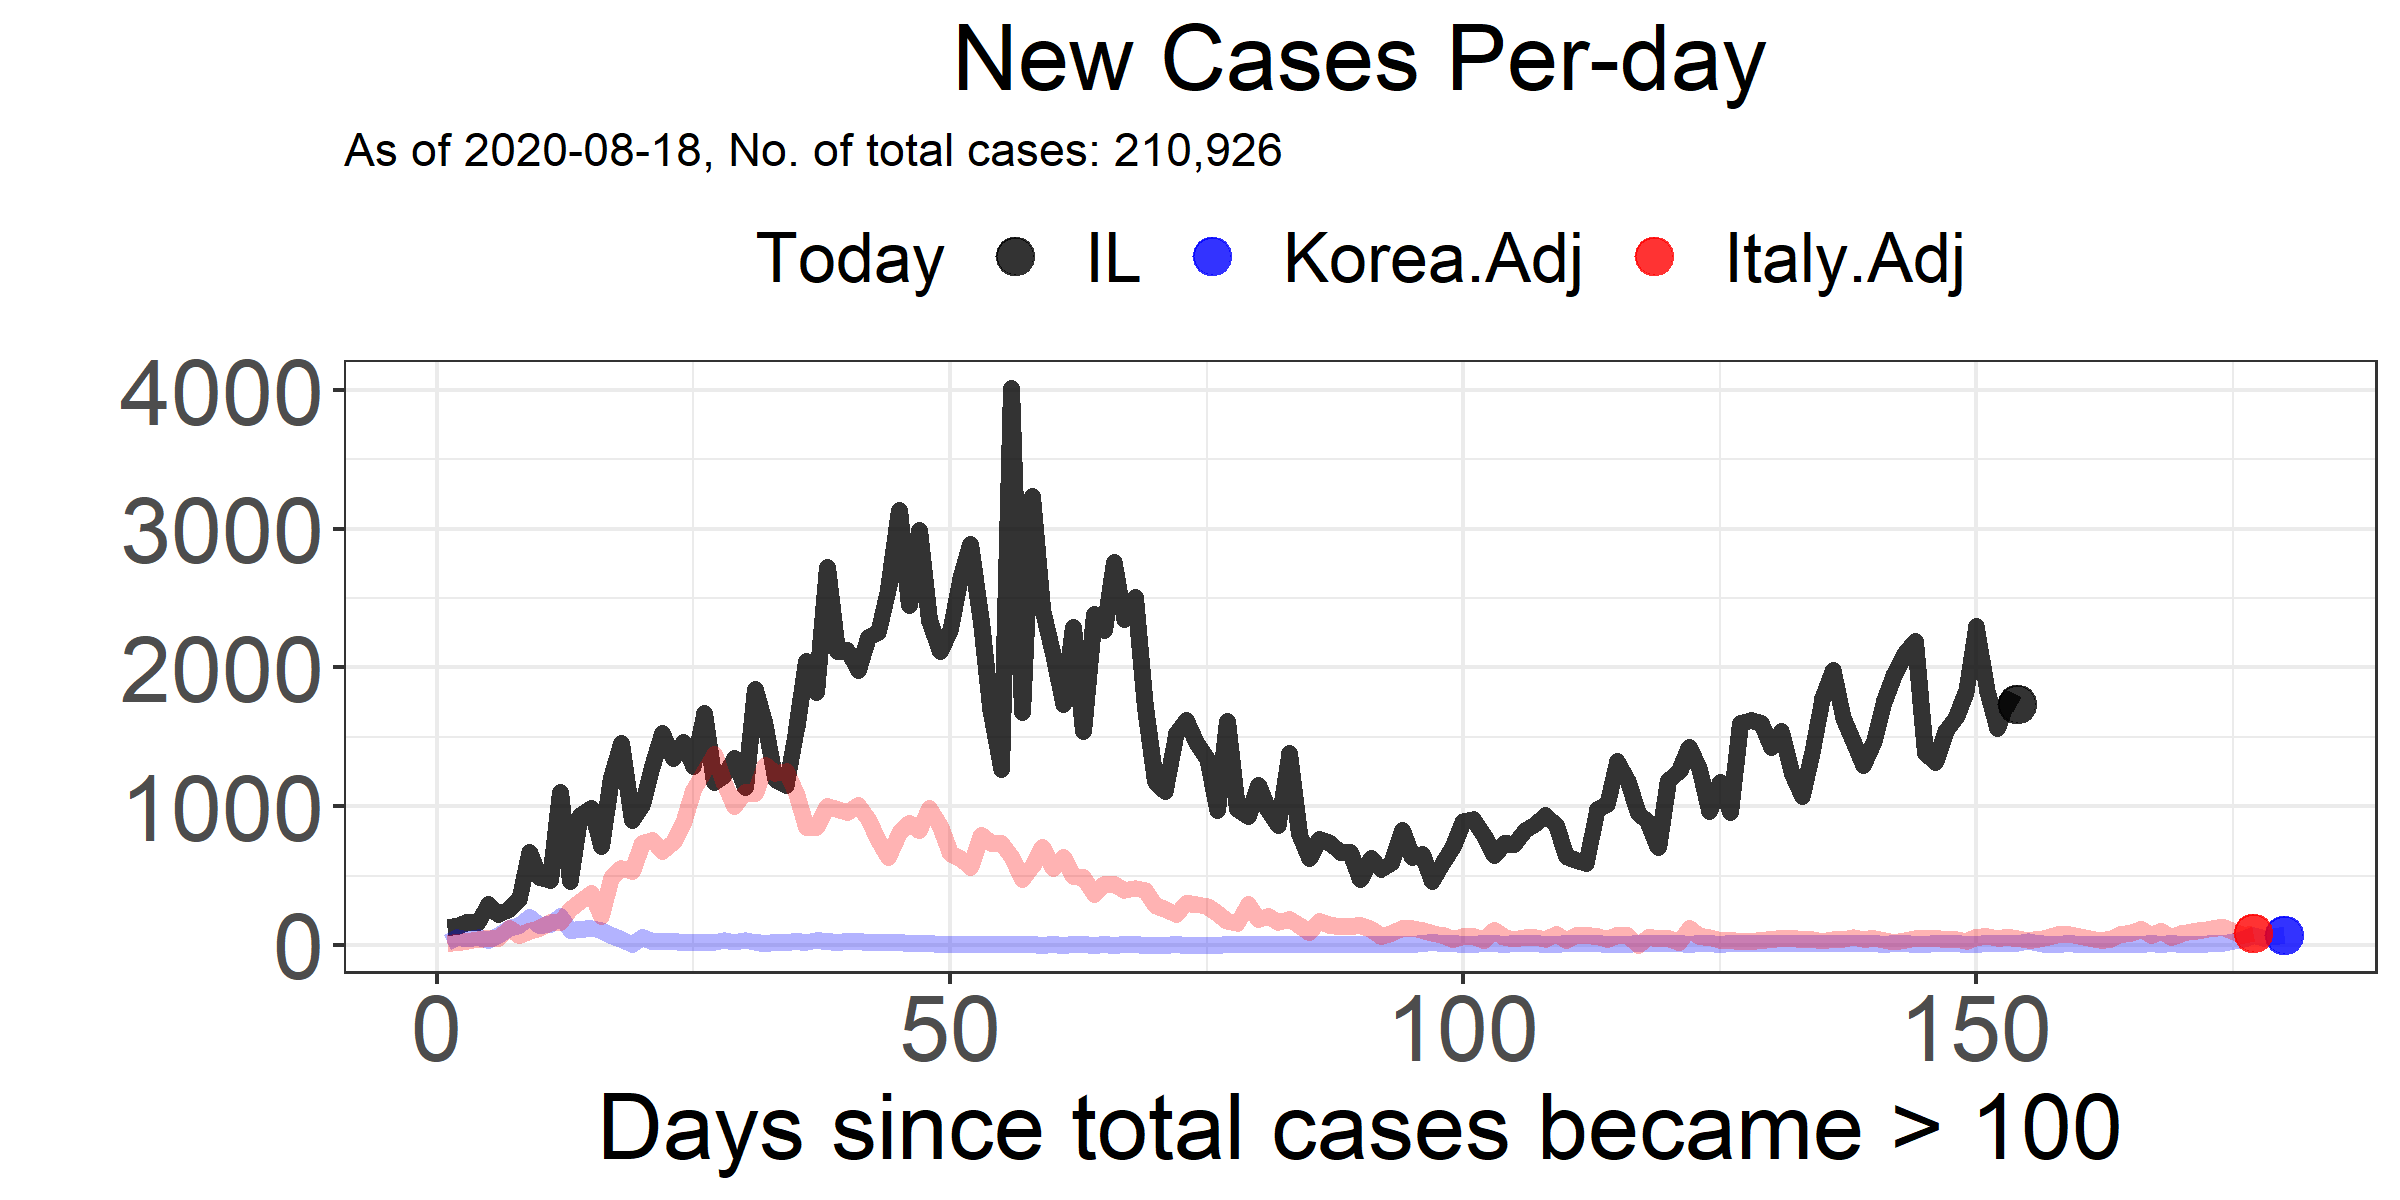 New Cases Per-day
As of 2020-08-18, No. of total cases: 210,926
Today IL Korea.Adj Italy.Adj
4000
3000
2000
1000
0
0 50 100 150
Days since total cases became > 100